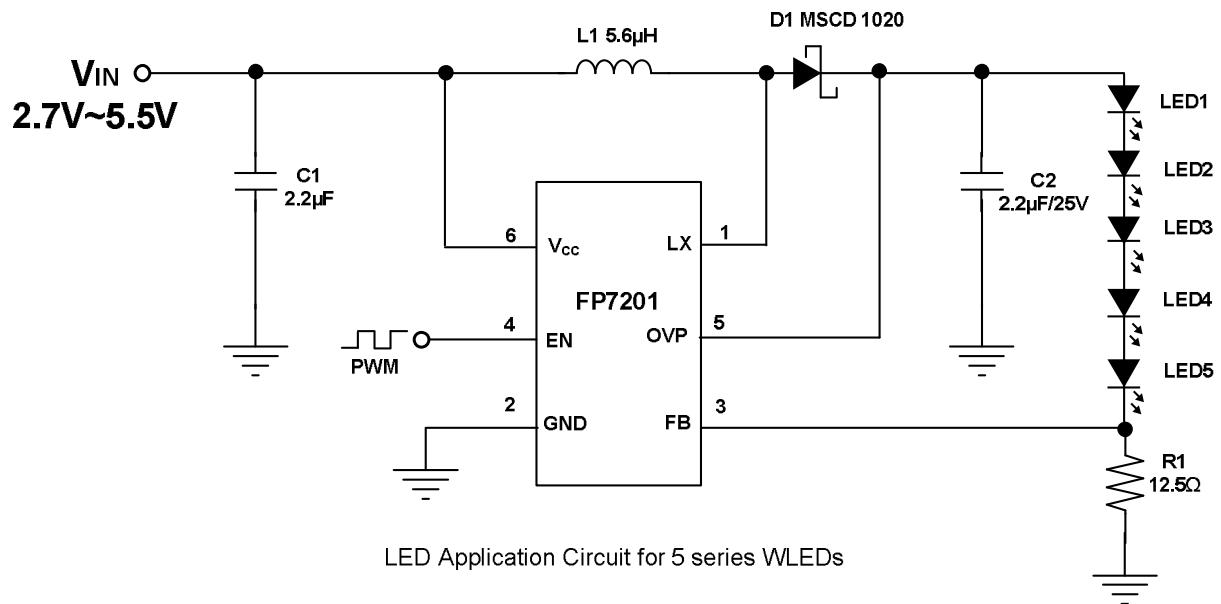 D1 MSCD 1020
L1 5.6µH
VIN
2.7V~5.5V
LED1
C1
2.2µF
C2
2.2µF/25V
LED2
LED3
6
VCC
LX
1
FP7201
LED4
4
EN
OVP
5
PWM
LED5
2
GND
FB
3
R1
12.5Ω
LED Application Circuit for 5 series WLEDs